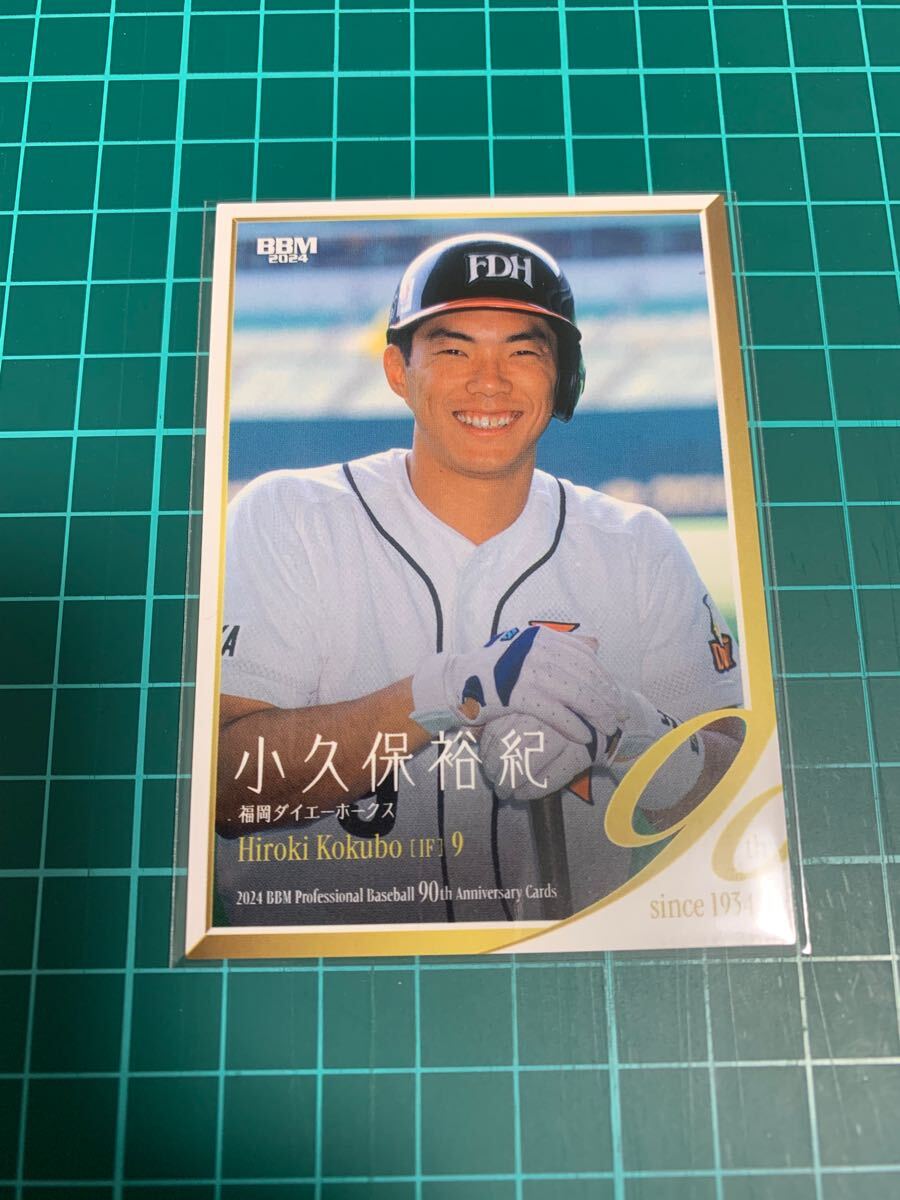 BBM
2024
FDH
小久保裕紀
福岡ダイエーホークス
Hiroki Kokubo [IF] 9
2024 BBM Professional Baseball 90th Anniversary Cards
90th
since 1934